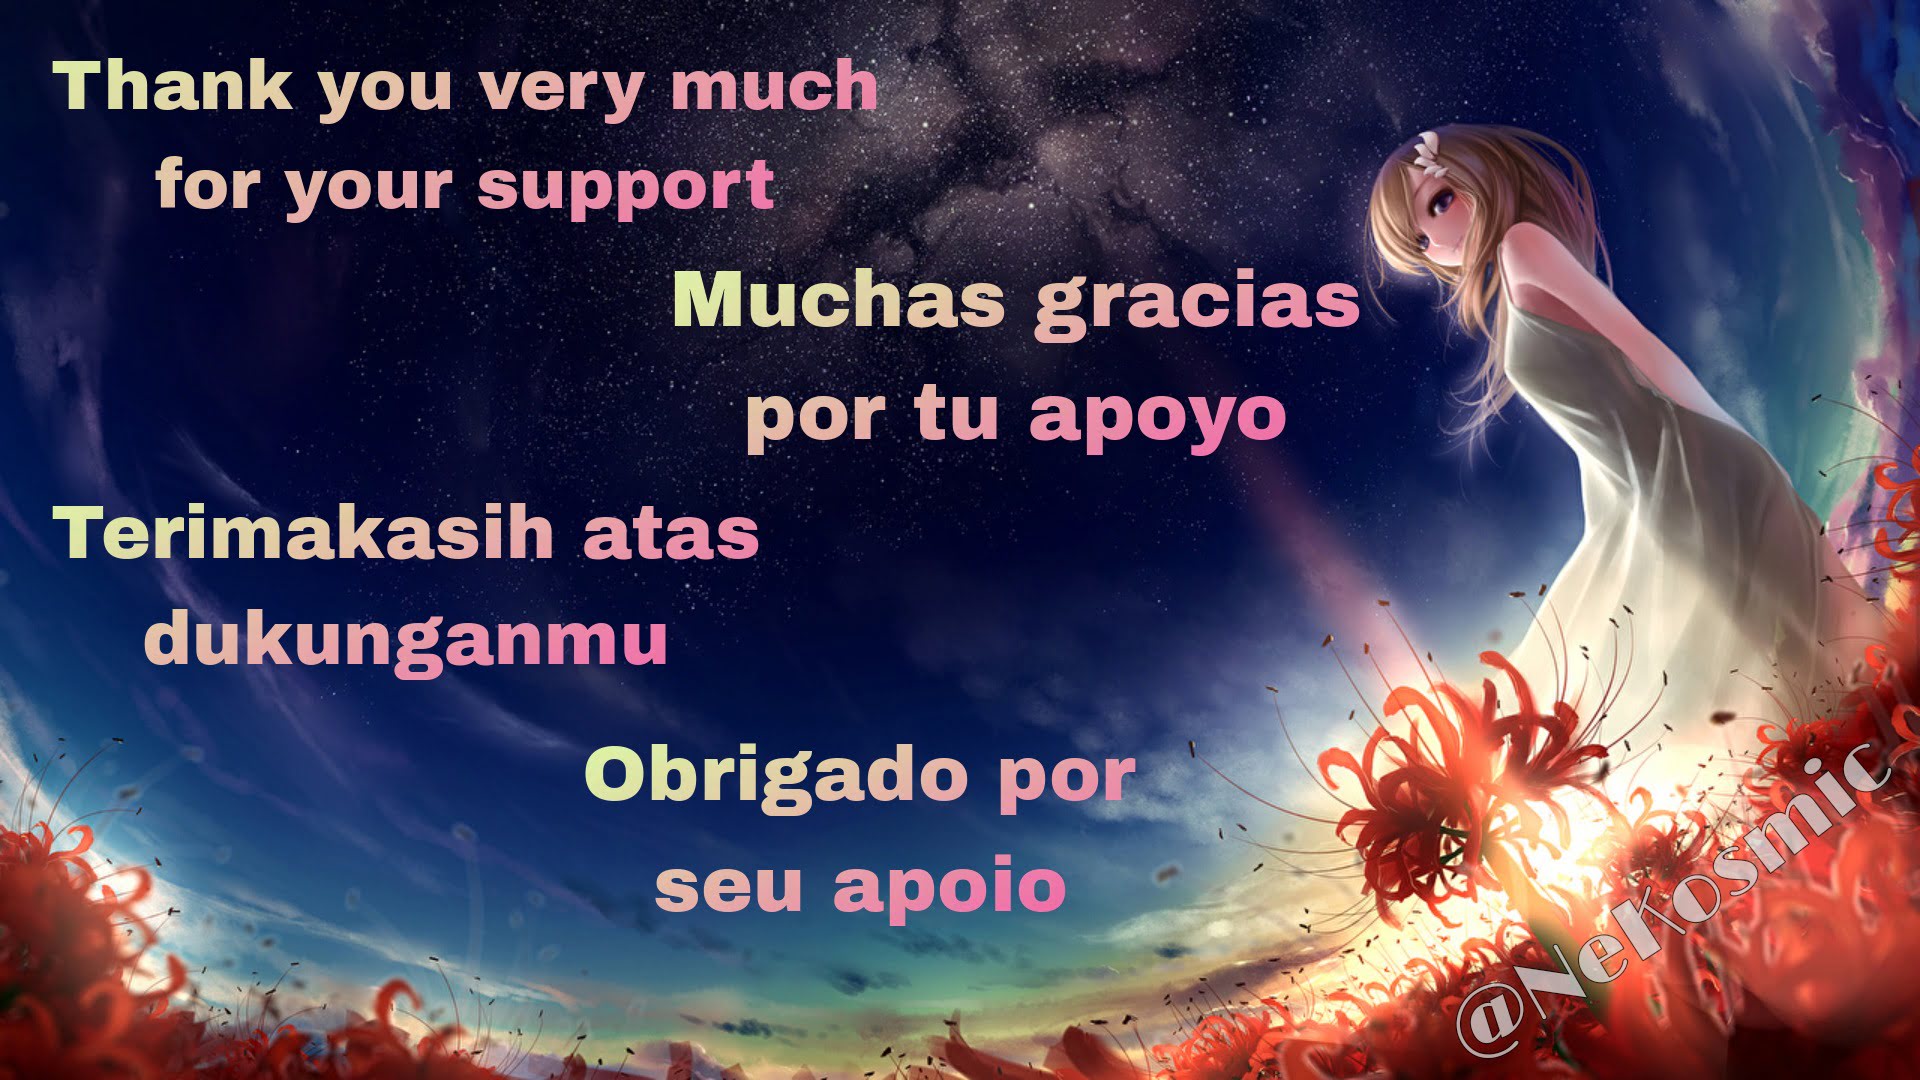 Thank you very much
for your support
Muchas gracias
por tu apoyo
Terimakasih atas
dukunganmu
Obrigado por
seu apoio
@NeKosmic